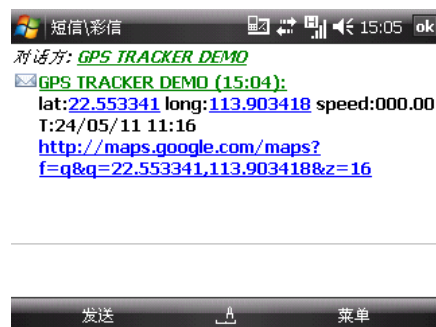 短信\彩信 15:05 ok
对话方: GPS TRACKER DEMO
GPS TRACKER DEMO (15:04):
lat:22.553341 long:113.903418 speed:000.00
T:24/05/11 11:16
http://maps.google.com/maps?
f=q&q=22.553341,113.903418&z=16
发送 菜单